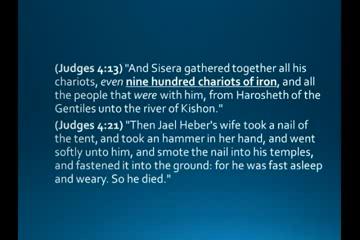 (Judges 4:13) "And Sisera gathered together all his
chariots, even nine hundred chariots of iron, and all
the people that were with him, from Harosheth of the
Gentiles unto the river of Kishon."
(Judges 4:21) "Then Jael Heber's wife took a nail of
the tent, and took an hammer in her hand, and went
softly unto him, and smote the nail into his temples,
and fastened it into the ground: for he was fast asleep
and weary. So he died."